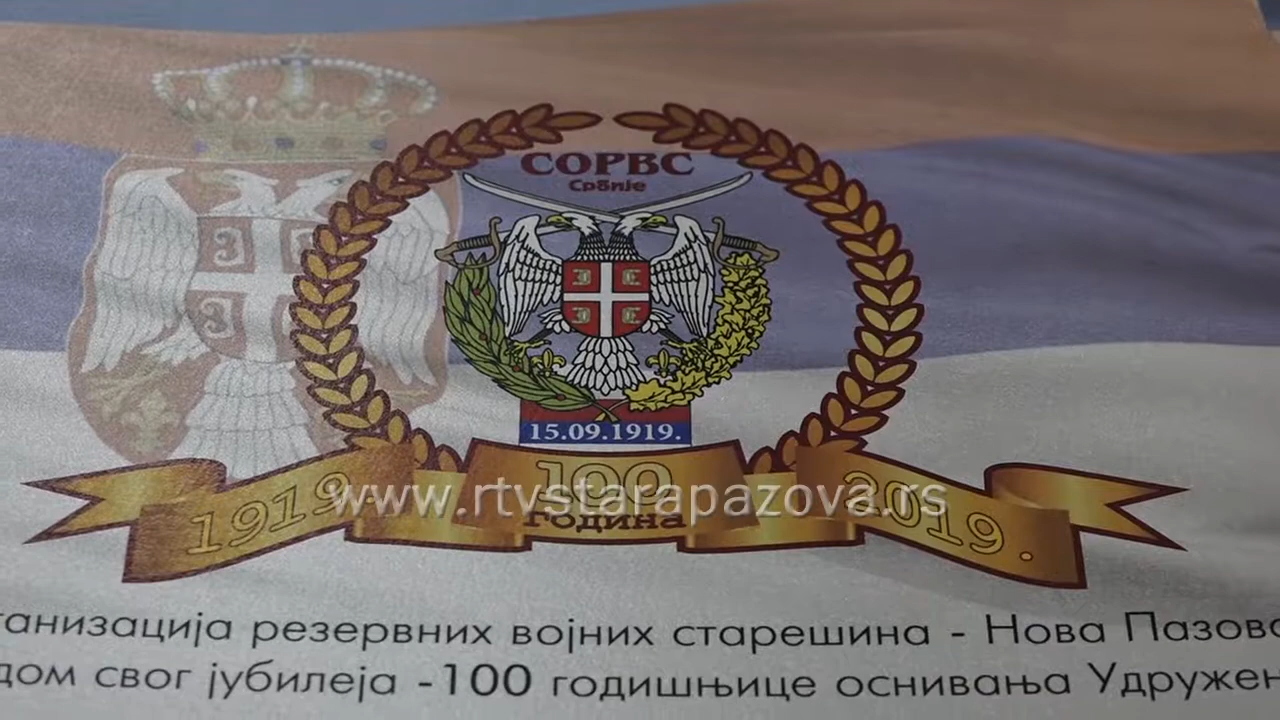 СОРВС
Србије
15.09.1919.
1919. 100 2019.
година
www.rtvstarapazova.rs
ганизација резервних војних старешина - Нова Пазова
дом свог јубилеја -100 годишњице оснивања Удружен